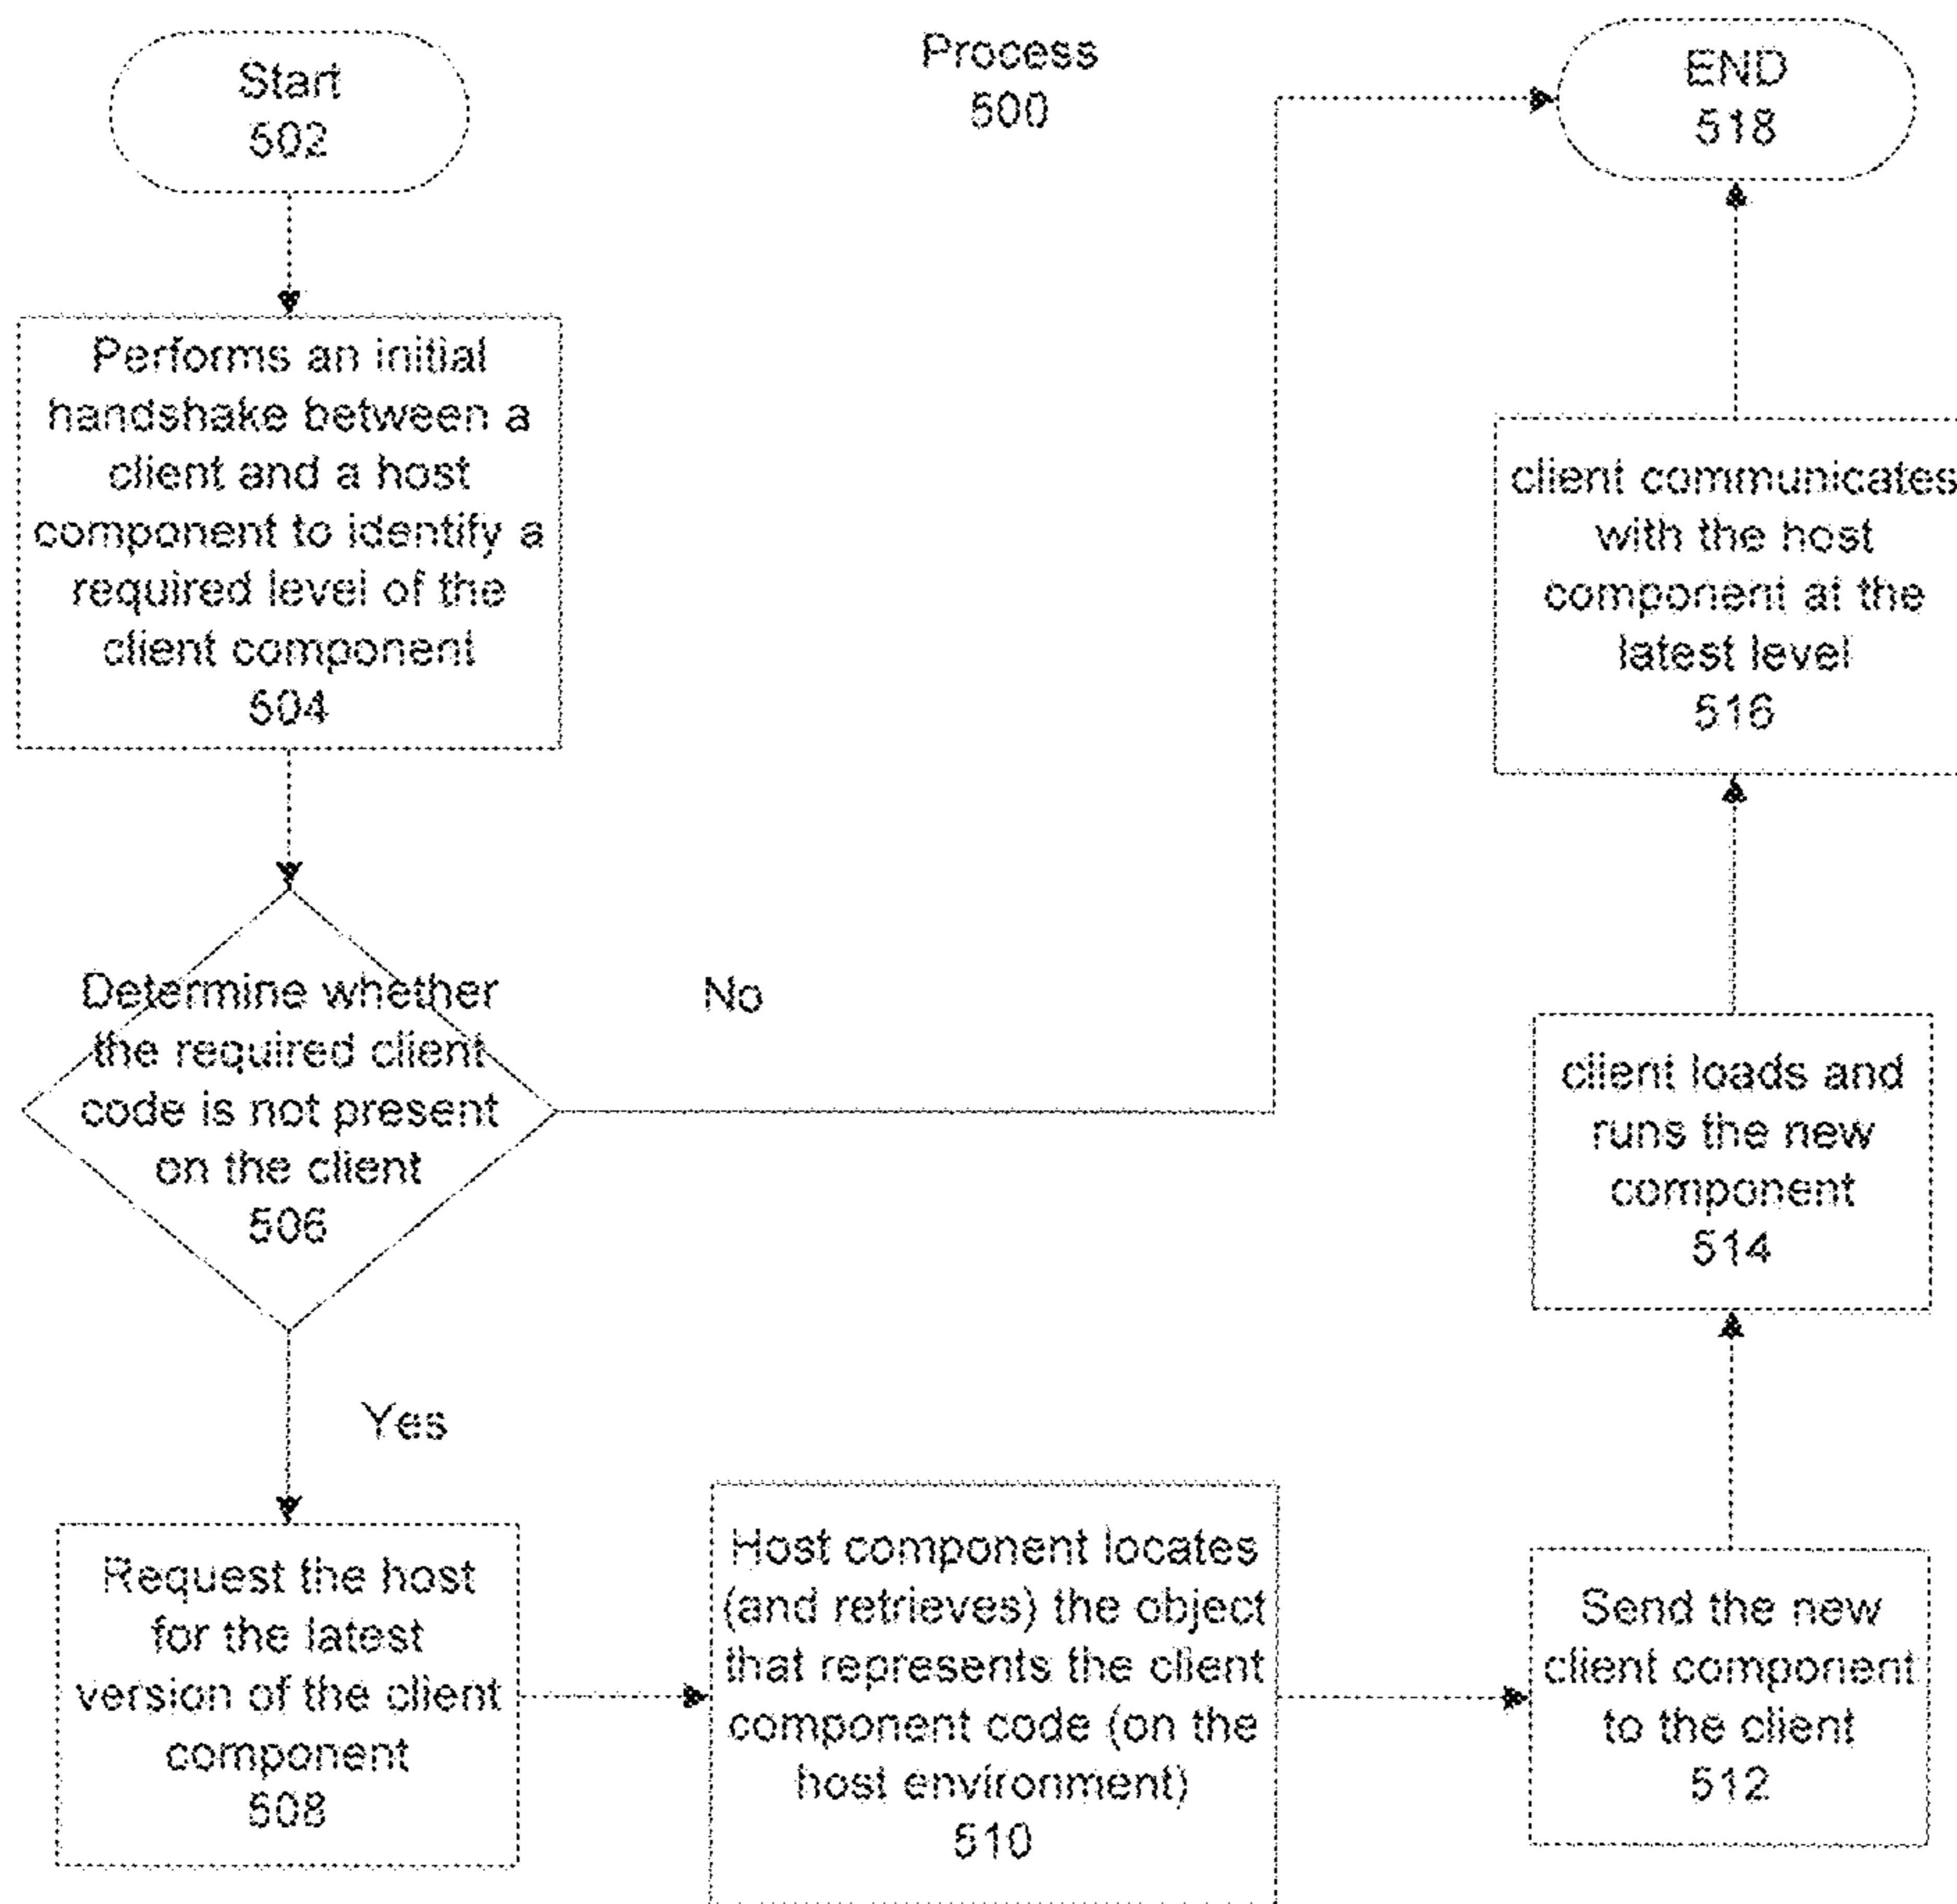 Process
500
Start
502
Performs an initial
handshake between a
client and a host
component to identify a
required level of the
client component
504
Determine whether
the required client
code is not present
on the client
506
No
Yes
Request the host
for the latest
version of the client
component
508
Host component locates
(and retrieves) the object
that represents the client
component code (on the
host environment)
510
Send the new
client component
to the client
512
client loads and
runs the new
component
514
client communicates
with the host
component at the
latest level
516
END
518